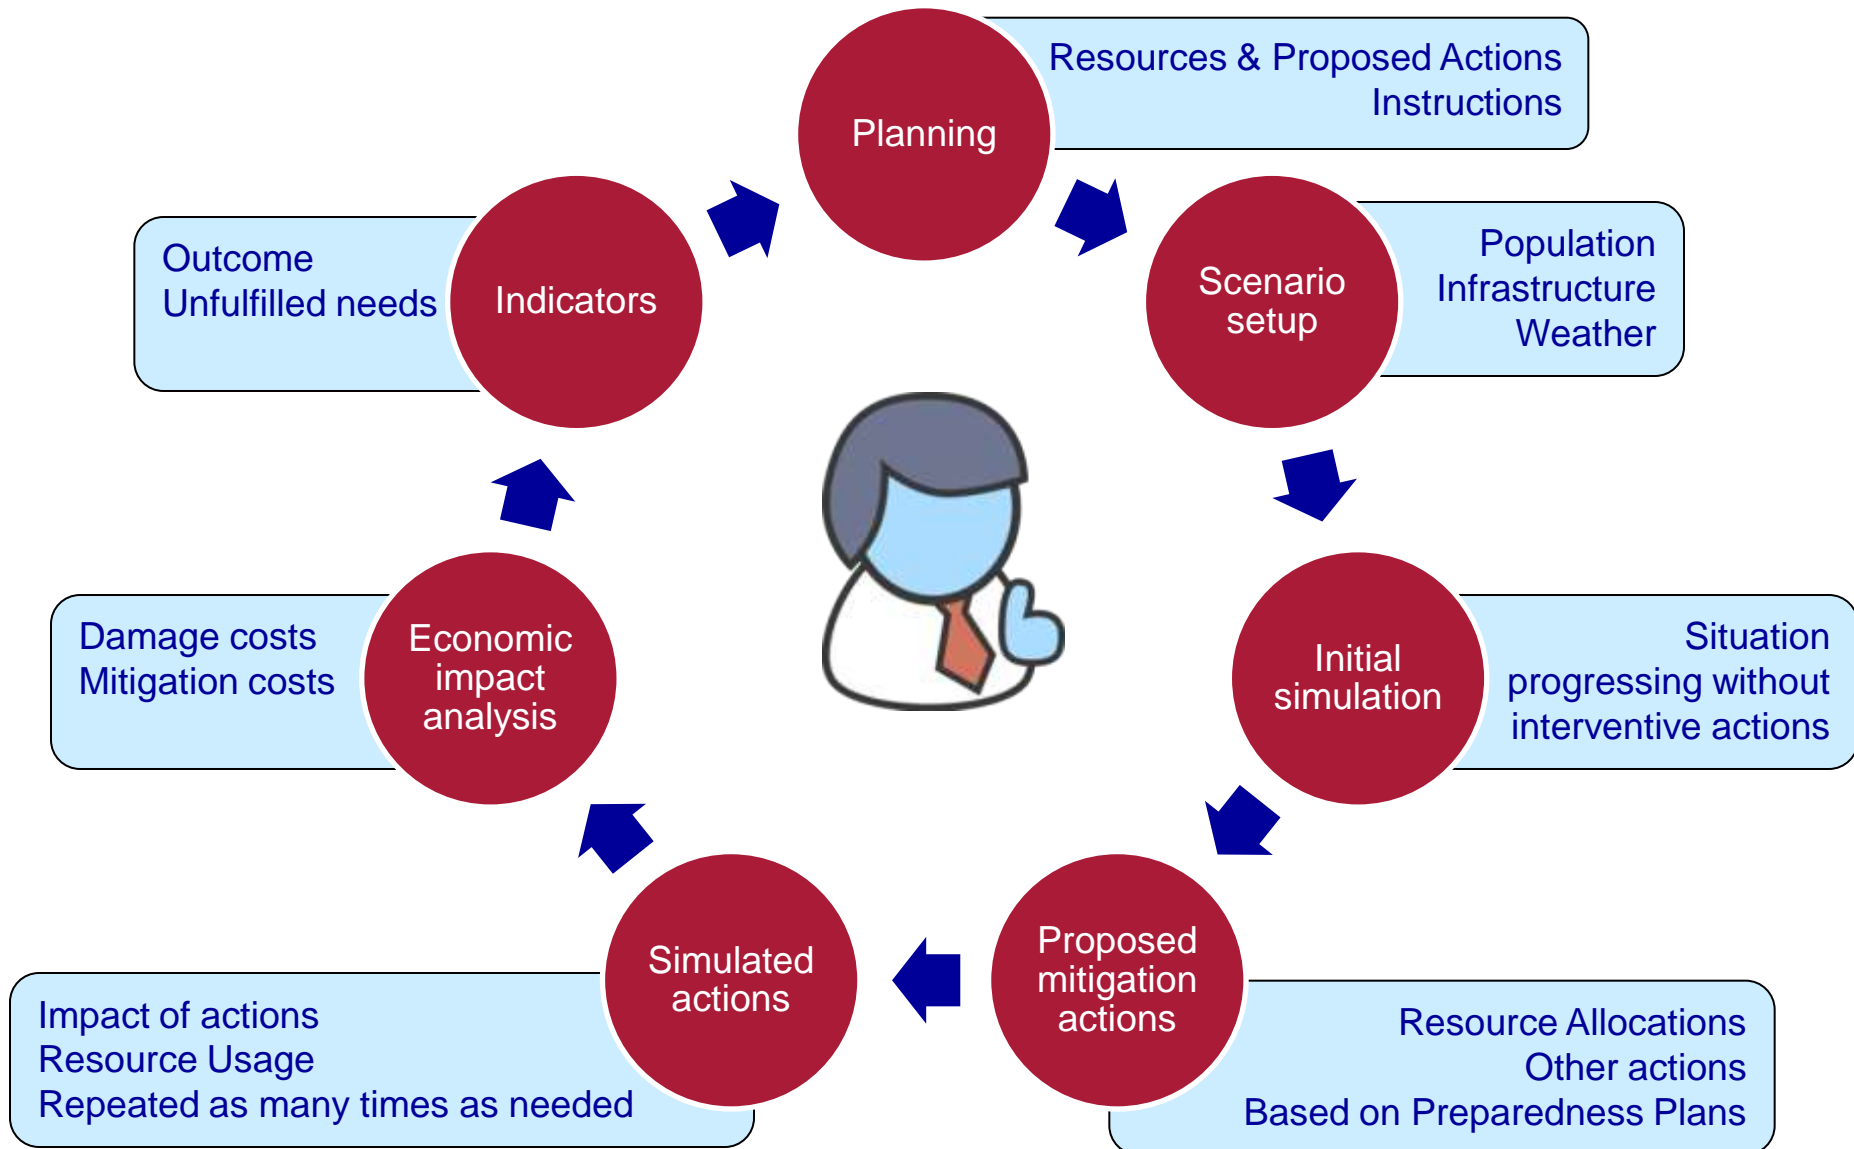 Planning
Resources & Proposed Actions
Instructions
Scenario
setup
Population
Infrastructure
Weather
Initial
simulation
Situation
progressing without
interventive actions
Proposed
mitigation
actions
Resource Allocations
Other actions
Based on Preparedness Plans
Simulated
actions
Impact of actions
Resource Usage
Repeated as many times as needed
Economic
impact
analysis
Damage costs
Mitigation costs
Indicators
Outcome
Unfulfilled needs